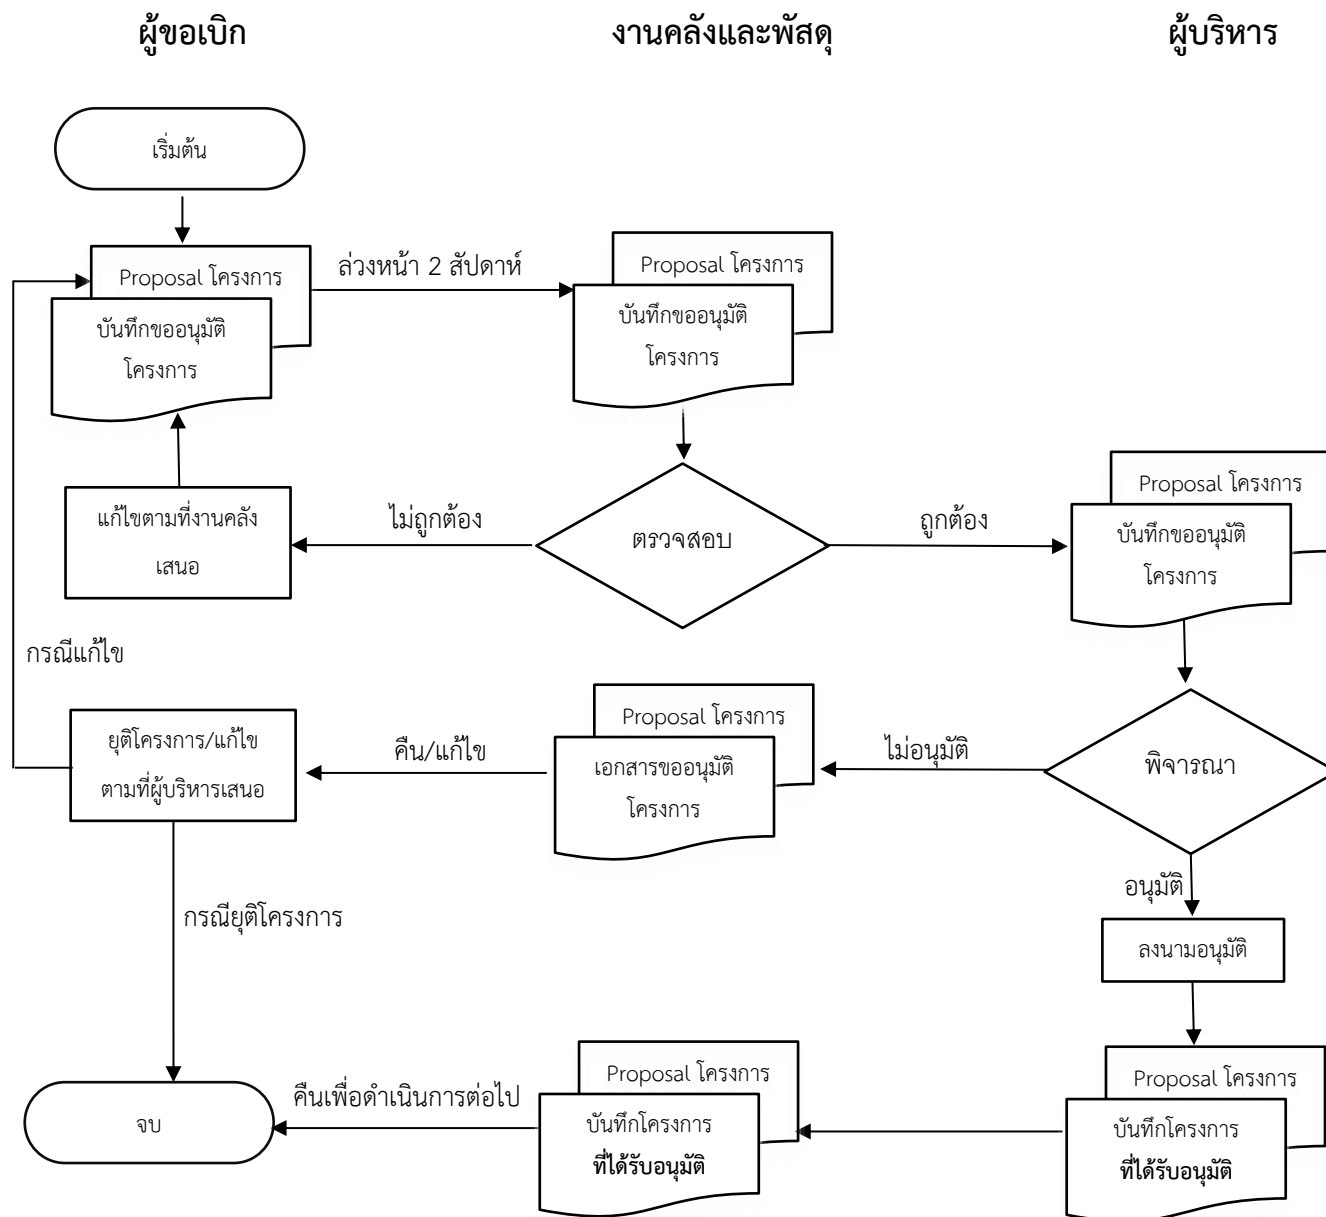 ผู้ขอเบิก
งานคลังและพัสดุ
ผู้บริหาร
เริ่มต้น
Proposal โครงการ
บันทึกขออนุมัติ
โครงการ
ล่วงหน้า 2 สัปดาห์
Proposal โครงการ
บันทึกขออนุมัติ
โครงการ
แก้ไขตามที่งานคลัง
เสนอ
ไม่ถูกต้อง
ตรวจสอบ
ถูกต้อง
Proposal โครงการ
บันทึกขออนุมัติ
โครงการ
กรณีแก้ไข
ยุติโครงการ/แก้ไข
ตามที่ผู้บริหารเสนอ
คืน/แก้ไข
Proposal โครงการ
เอกสารขออนุมัติ
โครงการ
ไม่อนุมัติ
พิจารณา
อนุมัติ
กรณียุติโครงการ
ลงนามอนุมัติ
จบ
คืนเพื่อดำเนินการต่อไป
Proposal โครงการ
บันทึกโครงการ
ที่ได้รับอนุมัติ
Proposal โครงการ
บันทึกโครงการ
ที่ได้รับอนุมัติ